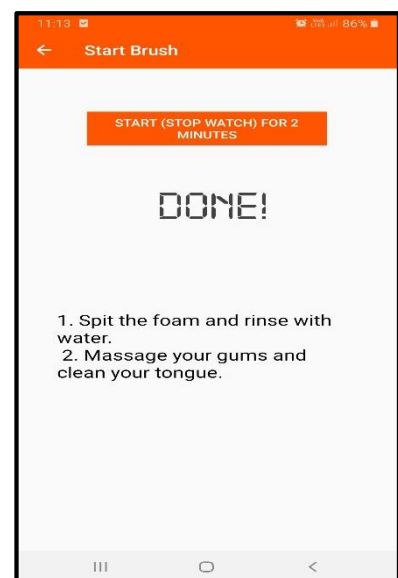 11:13
86%
Start Brush
START (STOP WATCH) FOR 2
MINUTES
DONE!
1. Spit the foam and rinse with
water.
2. Massage your gums and
clean your tongue.